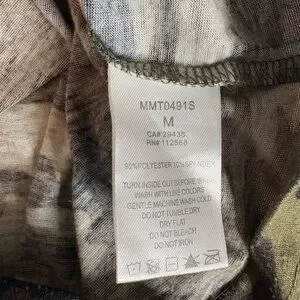 MMT0491S
M
CA# 29438
RN# 112568
90%POLYESTER 10%SPANDEX
TURN INSIDE OUT BEFORE WASH
WASH WITH LIKE COLORS
GENTLE MACHINE WASH COLD
DO NOT TUMBLE DRY
DRY FLAT
DO NOT BLEACH
DO NOT IRON